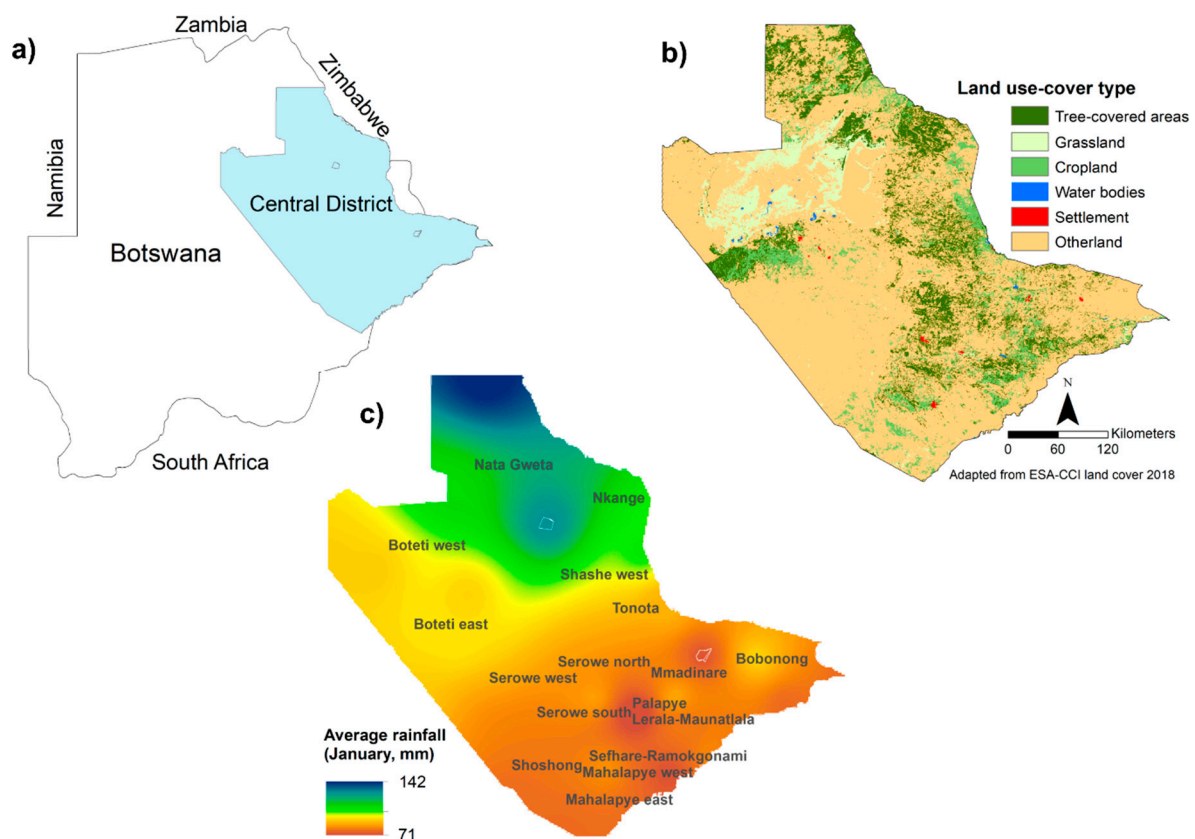 a)
Zambia
Zimbabwe
Namibia
Central District
Botswana
South Africa
b)
Land use-cover type
Tree-covered areas
Grassland
Cropland
Water bodies
Settlement
Otherland
N
Kilometers
0 60 120
Adapted from ESA-CCI land cover 2018
c)
Nata Gweta
Nkange
Boteti west
Shashe west
Tonota
Boteti east
Serowe north
Bobonong
Mmadinare
Serowe west
Palapye
Serowe south
Lerala-Maunatlala
Sefhare-Ramokgonami
Shoshong
Mahalapye west
Mahalapye east
Average rainfall
(January, mm)
142
71